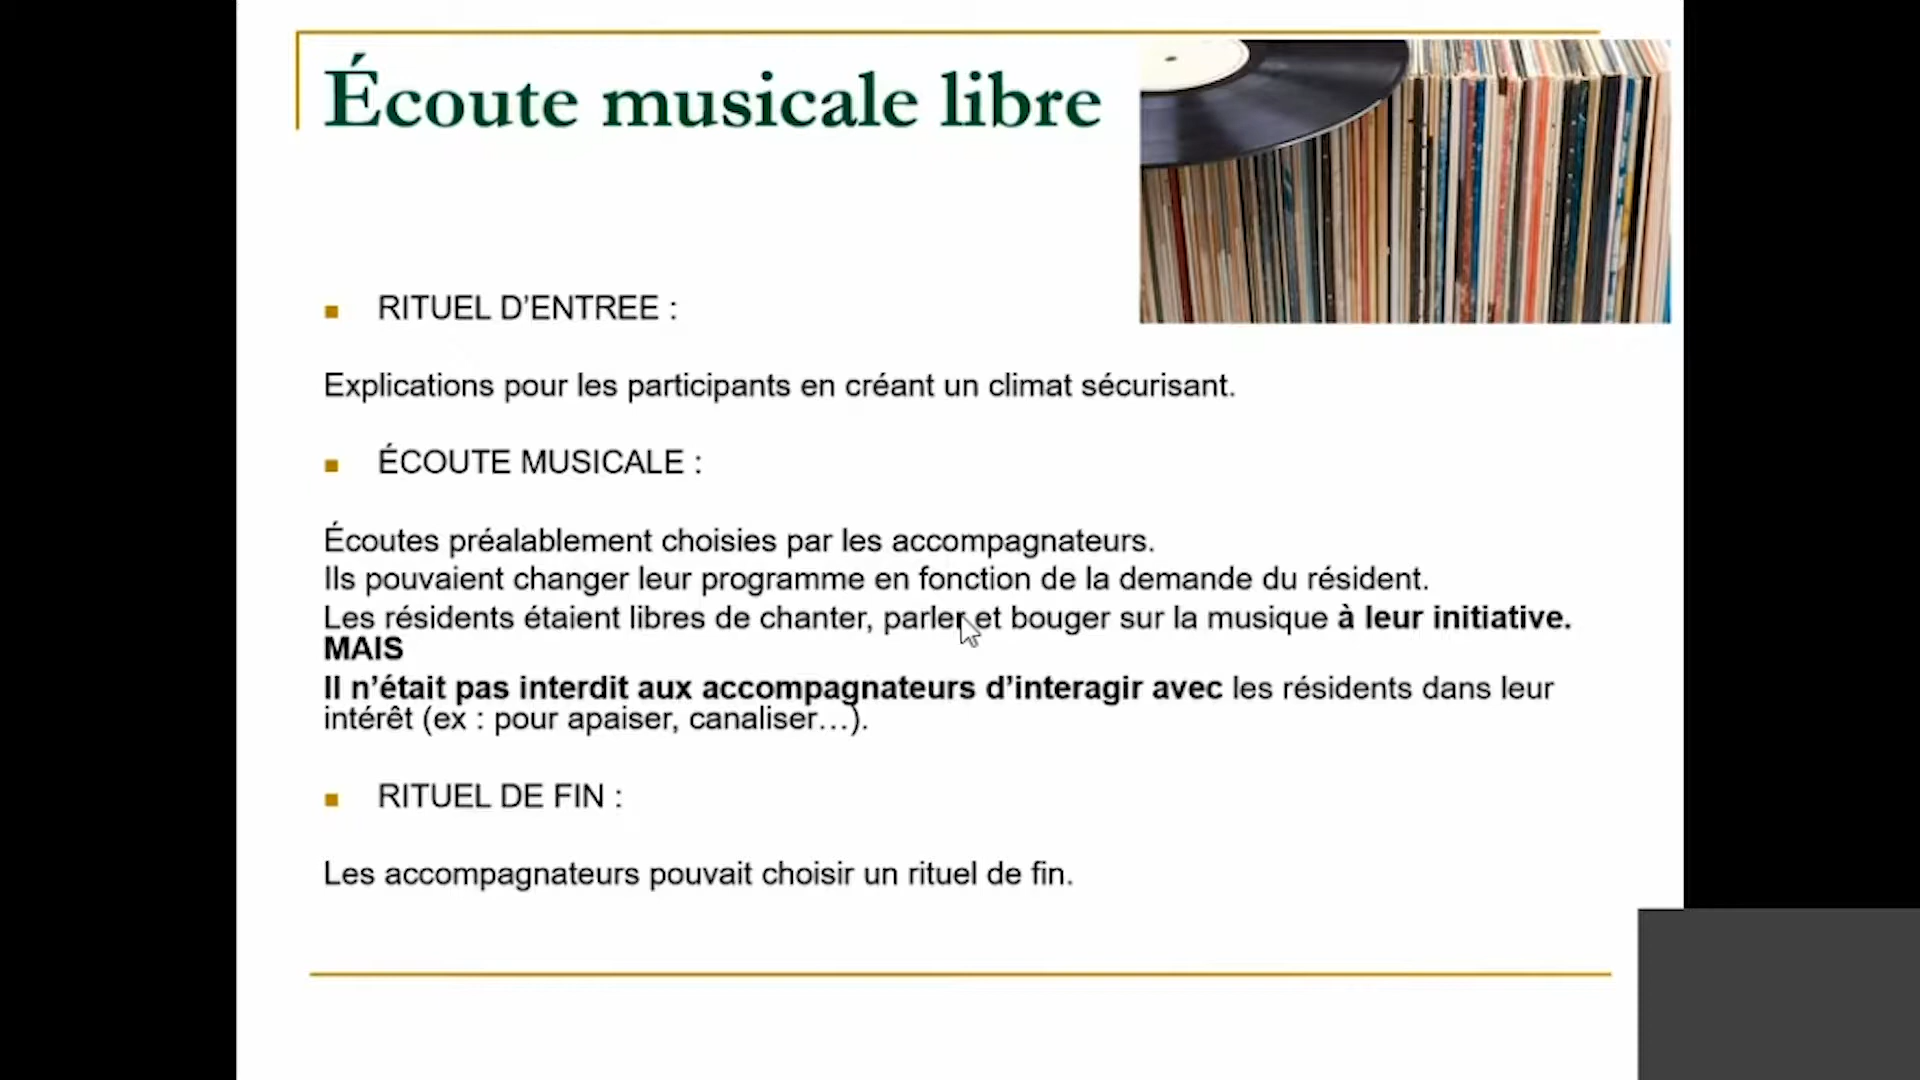 Écoute musicale libre
RITUEL D’ENTREE :
Explications pour les participants en créant un climat sécurisant.
ÉCOUTE MUSICALE :
Écoutes préalablement choisies par les accompagnateurs.
Ils pouvaient changer leur programme en fonction de la demande du résident.
Les résidents étaient libres de chanter, parler et bouger sur la musique à leur initiative.
MAIS
Il n’était pas interdit aux accompagnateurs d’interagir avec les résidents dans leur
intérêt (ex : pour apaiser, canaliser…).
RITUEL DE FIN :
Les accompagnateurs pouvait choisir un rituel de fin.